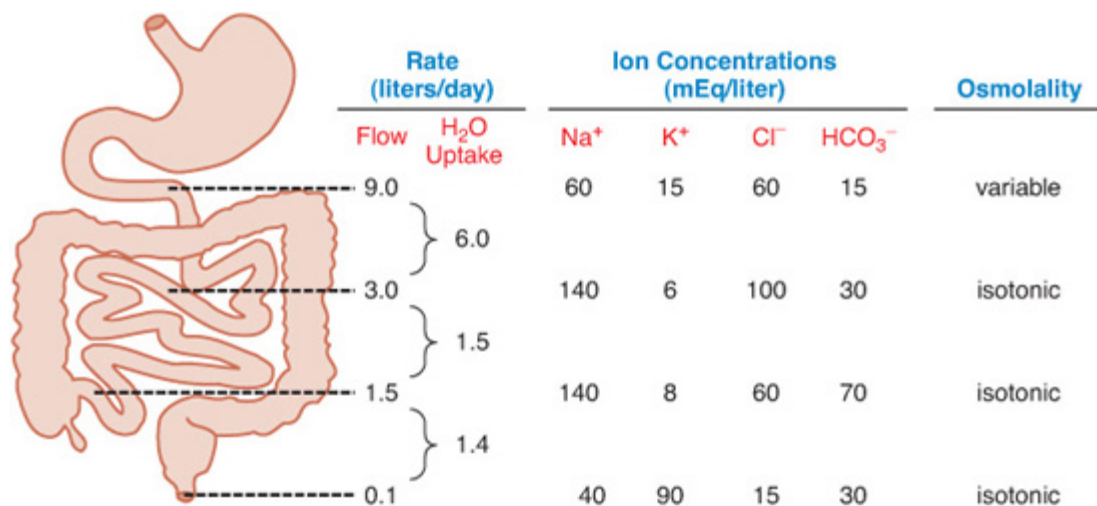 Rate
(liters/day)
Ion Concentrations
(mEq/liter)
Osmolality
Flow
H₂O
Uptake
Na⁺
K⁺
Cl⁻
HCO₃⁻
9.0
60
15
60
15
variable
6.0
3.0
140
6
100
30
isotonic
1.5
1.5
140
8
60
70
isotonic
1.4
0.1
40
90
15
30
isotonic